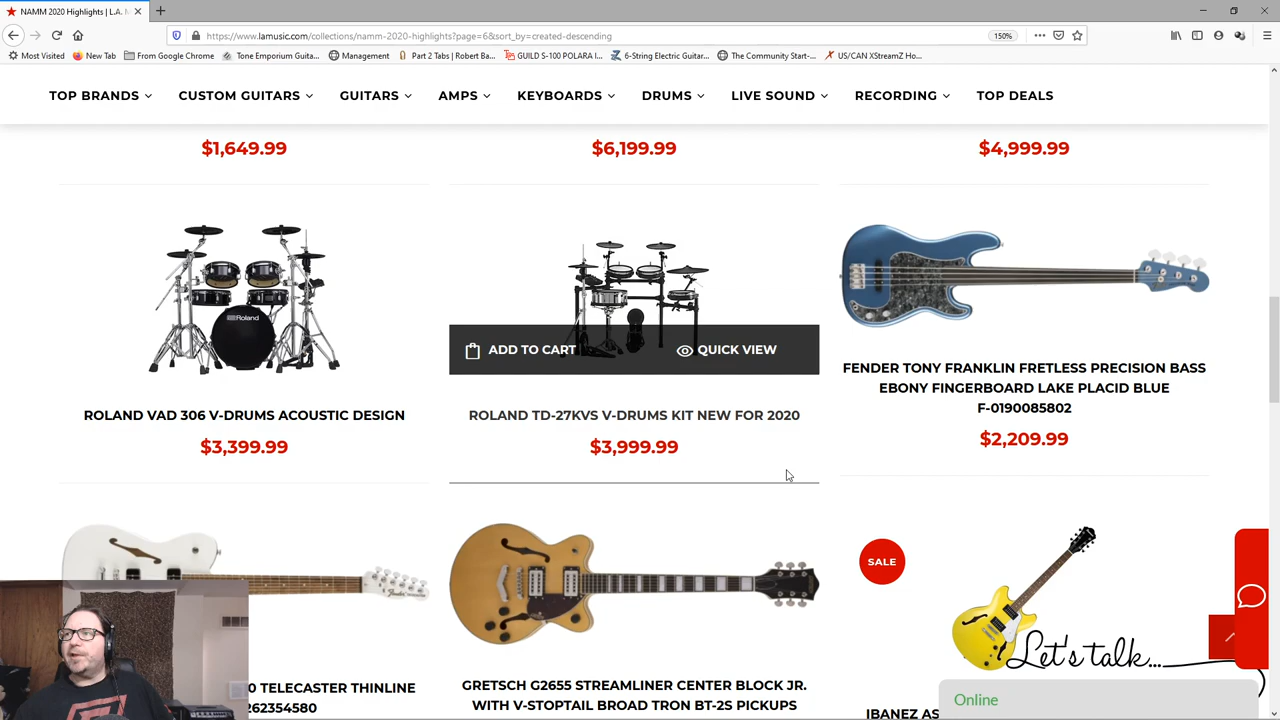 NAMM 2020 Highlights | L.A. M
https://www.lamusic.com/collections/namm-2020-highlights?page=6&sort_by=created-descending
150%
Most Visited New Tab From Google Chrome Tone Emporium Guita... Management Part 2 Tabs | Robert Ba... GUILD S-100 POLARA I... 6-String Electric Guitar... The Community Start-... US/CAN XStreamZ Ho...
TOP BRANDS CUSTOM GUITARS GUITARS AMPS KEYBOARDS DRUMS LIVE SOUND RECORDING TOP DEALS
$1,649.99 $6,199.99 $4,999.99
Roland
ADD TO CART QUICK VIEW
ROLAND VAD 306 V-DRUMS ACOUSTIC DESIGN
$3,399.99
ROLAND TD-27KVS V-DRUMS KIT NEW FOR 2020
$3,999.99
FENDER TONY FRANKLIN FRETLESS PRECISION BASS
EBONY FINGERBOARD LAKE PLACID BLUE
F-0190085802
$2,209.99
SALE
0 TELECASTER THINLINE
262354580
GRETSCH G2655 STREAMLINER CENTER BLOCK JR.
WITH V-STOPTAIL BROAD TRON BT-2S PICKUPS
Let's talk...
IBANEZ AS
Online